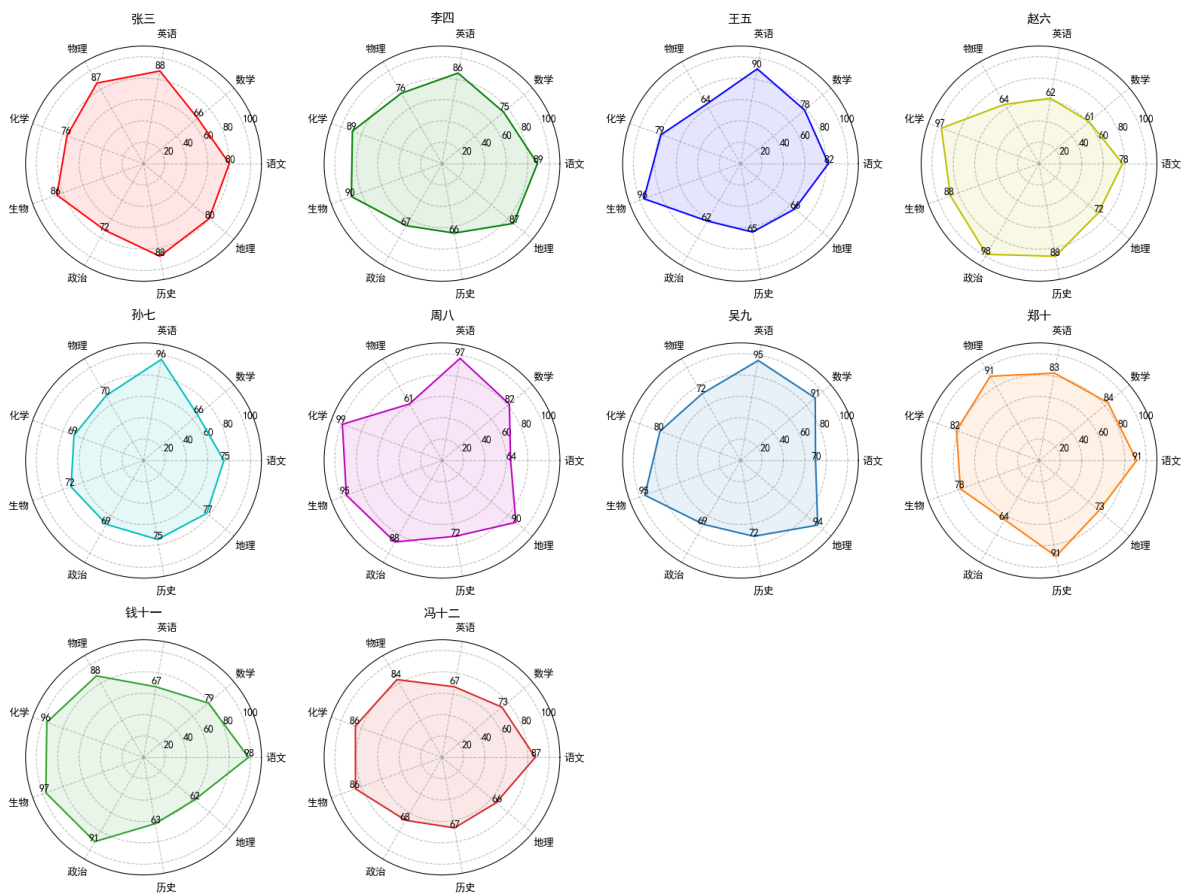 张三
英语
物理
数学
化学
语文
生物
地理
政治
历史
88
87
66
76
80
86
72
88
80
20
40
60
80
100
李四
英语
物理
数学
化学
语文
生物
地理
政治
历史
86
76
75
89
89
90
67
66
87
20
40
60
80
100
王五
英语
物理
数学
化学
语文
生物
地理
政治
历史
90
64
78
79
82
96
62
65
66
20
40
60
80
100
赵六
英语
物理
数学
化学
语文
生物
地理
政治
历史
62
64
61
97
78
88
98
88
72
20
40
60
80
100
孙七
英语
物理
数学
化学
语文
生物
地理
政治
历史
96
70
66
69
75
72
69
75
77
20
40
60
80
100
周八
英语
物理
数学
化学
语文
生物
地理
政治
历史
97
61
82
99
64
95
88
72
90
20
40
60
80
100
吴九
英语
物理
数学
化学
语文
生物
地理
政治
历史
95
72
91
80
70
95
69
72
94
20
40
60
80
100
郑十
英语
物理
数学
化学
语文
生物
地理
政治
历史
83
91
84
82
91
78
64
91
73
20
40
60
80
100
钱十一
英语
物理
数学
化学
语文
生物
地理
政治
历史
67
88
79
96
98
97
91
63
62
20
40
60
80
100
冯十二
英语
物理
数学
化学
语文
生物
地理
政治
历史
67
84
73
86
87
86
68
67
66
20
40
60
80
100